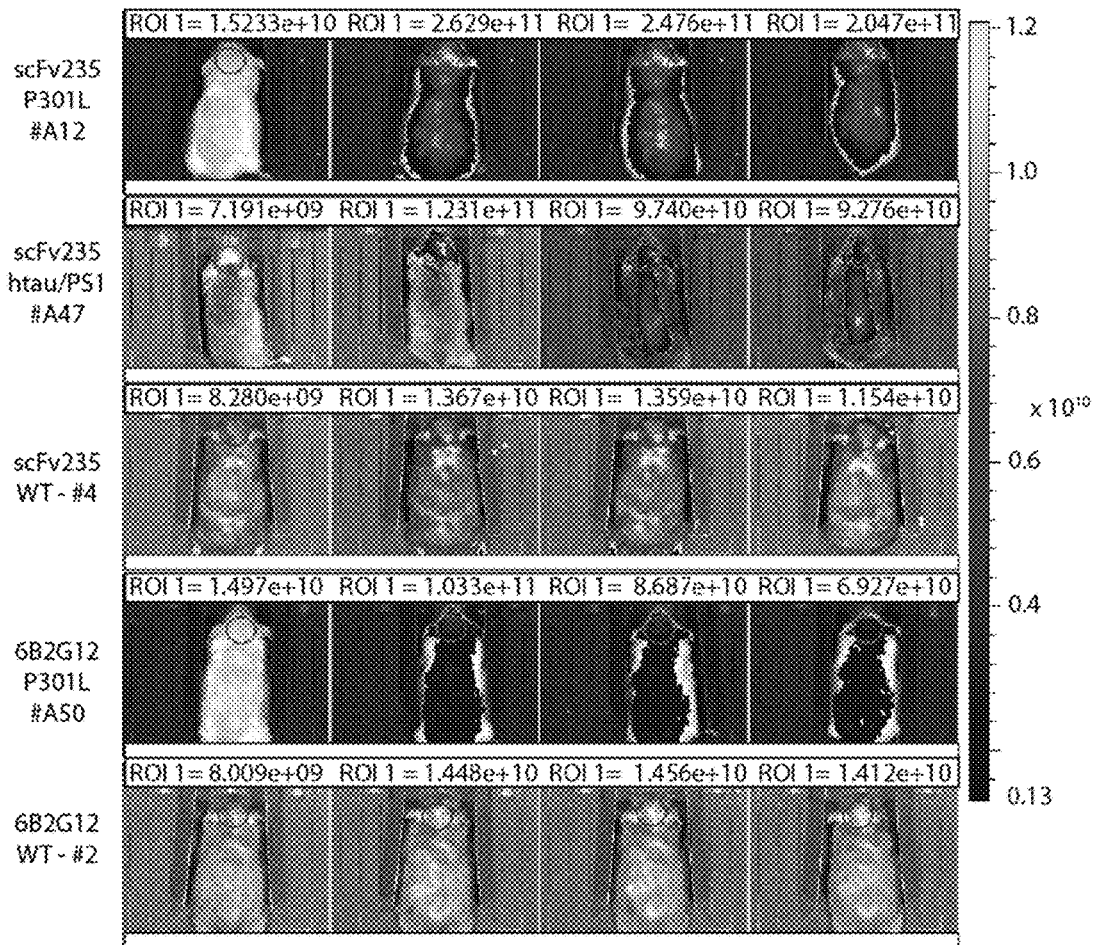 ROI 1 = 1.5233e+10 ROI 1 = 2.629e+11 ROI 1 = 2.476e+11 ROI 1 = 2.047e+11
scFv235
P301L
#A12
ROI 1= 7.191e+09 ROI 1= 1.231e+11 ROI 1= 9.740e+10 ROI 1= 9.276e+10
scFv235
htau/PS1
#A47
ROI 1= 8.280e+09 ROI 1= 1.367e+10 ROI 1= 1.359e+10 ROI 1= 1.154e+10
scFv235
WT - #4
ROI 1= 1.497e+10 ROI 1= 1.033e+11 ROI 1= 8.687e+10 ROI 1= 6.927e+10
6B2G12
P301L
#A50
ROI 1= 8.009e+09 ROI 1= 1.448e+10 ROI 1= 1.456e+10 ROI 1= 1.412e+10
6B2G12
WT - #2
1.2
1.0
0.8
x 10¹⁰
0.6
0.4
0.13